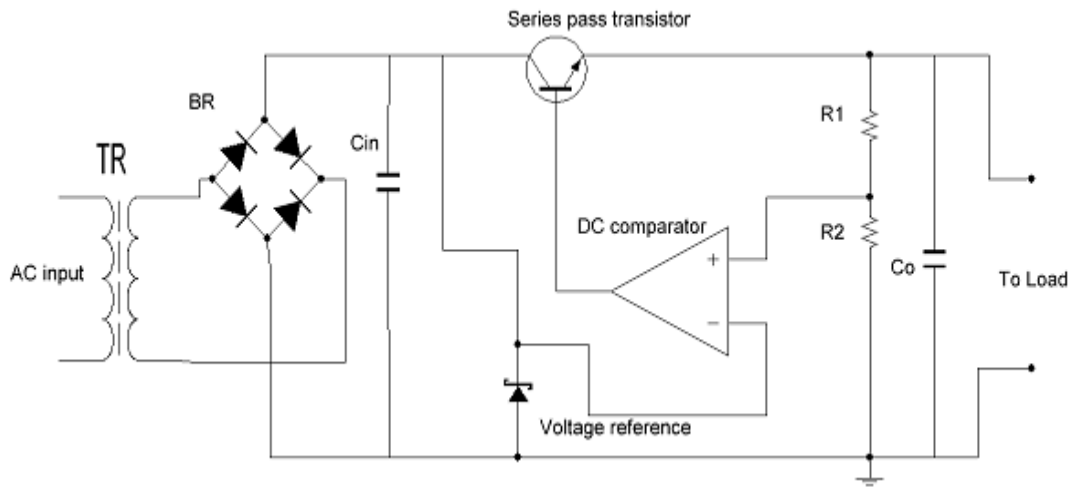 Series pass transistor
BR
R1
Cin
TR
DC comparator
R2
+
AC input
Co
To Load
−
Voltage reference